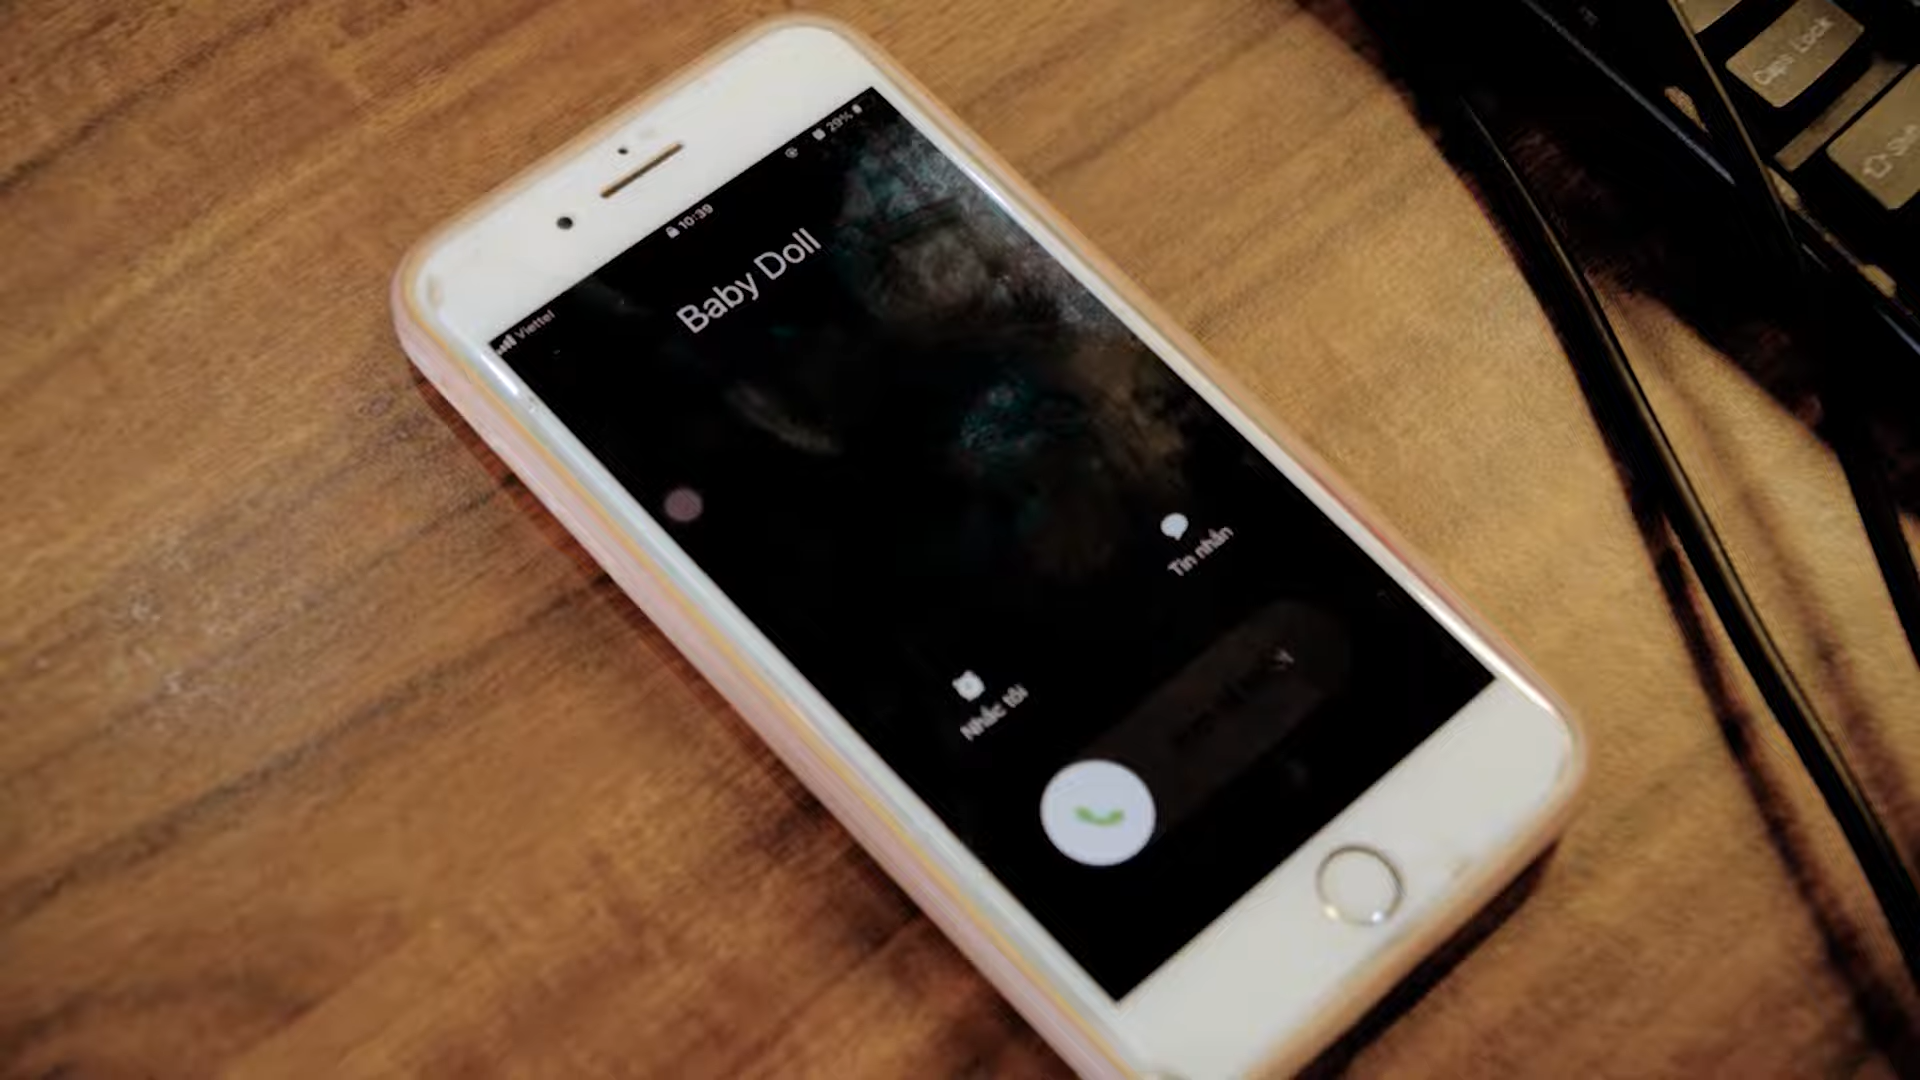 Viettel
10:39
29%
Baby Doll
Nhắc tôi
Tin nhắn
Caps Lock